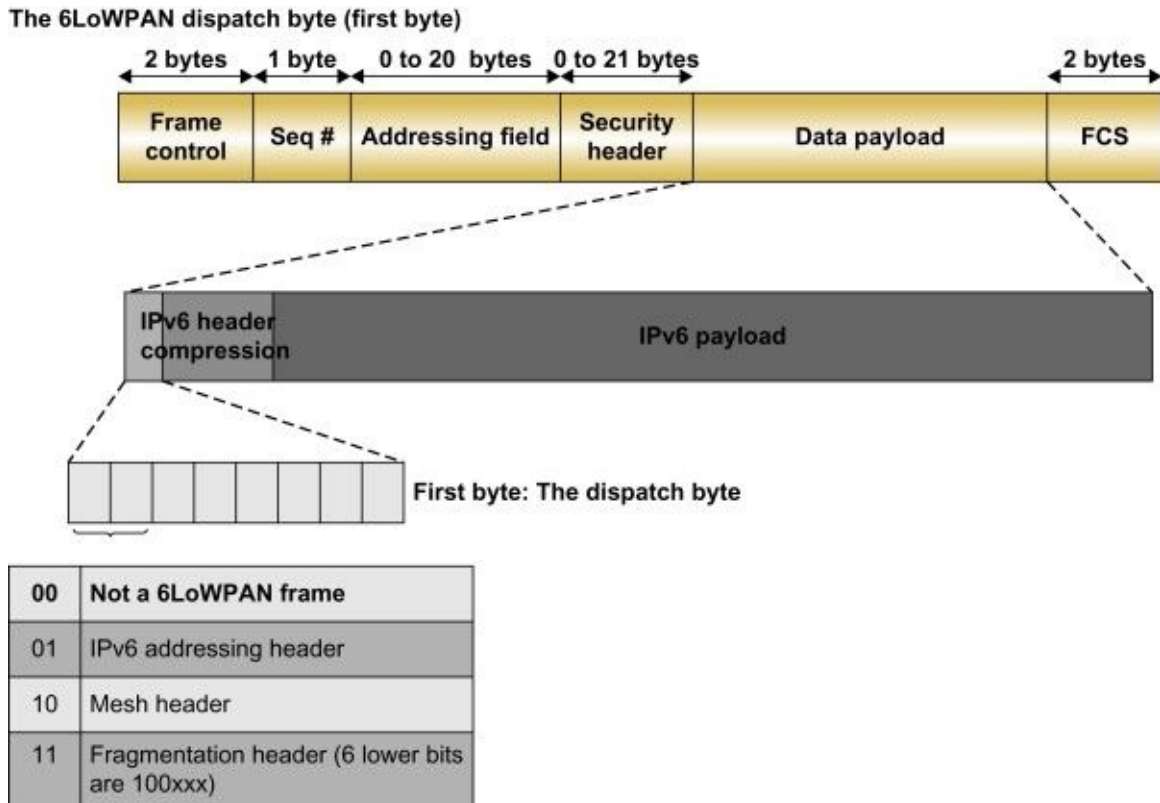 The 6LoWPAN dispatch byte (first byte)
2 bytes 1 byte 0 to 20 bytes 0 to 21 bytes 2 bytes
Frame control
Seq #
Addressing field
Security header
Data payload
FCS
IPv6 header
compression
IPv6 payload
First byte: The dispatch byte
00 Not a 6LoWPAN frame
01 IPv6 addressing header
10 Mesh header
11 Fragmentation header (6 lower bits
are 100xxx)